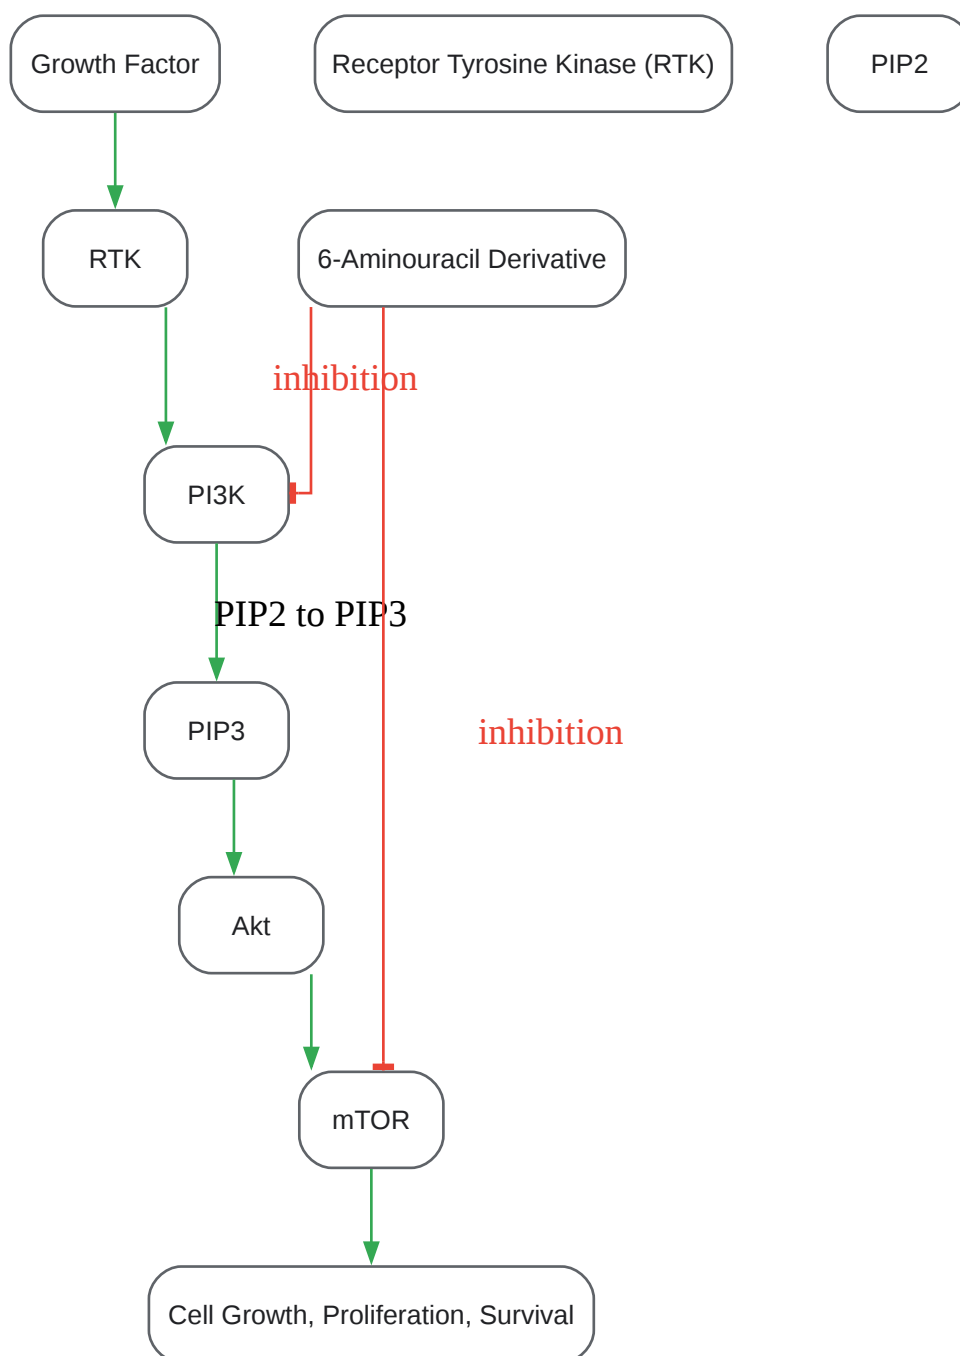 Growth Factor
Receptor Tyrosine Kinase (RTK)
PIP2
RTK
6-Aminouracil Derivative
inhibition
PI3K
PIP2 to PIP3
PIP3
inhibition
Akt
mTOR
Cell Growth, Proliferation, Survival